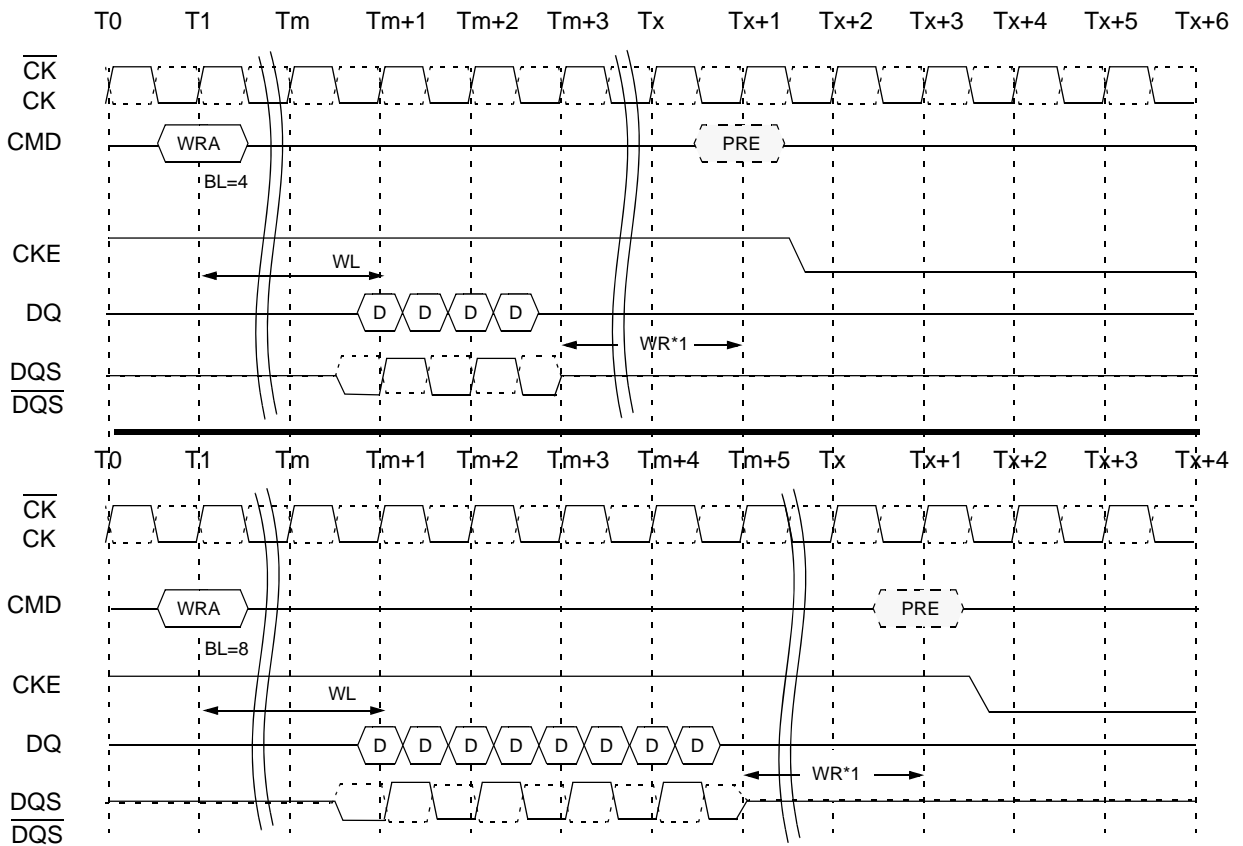 T0 T1 Tm Tm+1 Tm+2 Tm+3 Tx Tx+1 Tx+2 Tx+3 Tx+4 Tx+5 Tx+6
CK
CK
CMD WRA PRE
BL=4
CKE
WL
DQ D D D D
WR*1
DQS
DQS
T0 T1 Tm Tm+1 Tm+2 Tm+3 Tm+4 Tm+5 Tx Tx+1 Tx+2 Tx+3 Tx+4
CK
CK
CMD WRA PRE
BL=8
CKE
WL
DQ D D D D D D D D
WR*1
DQS
DQS